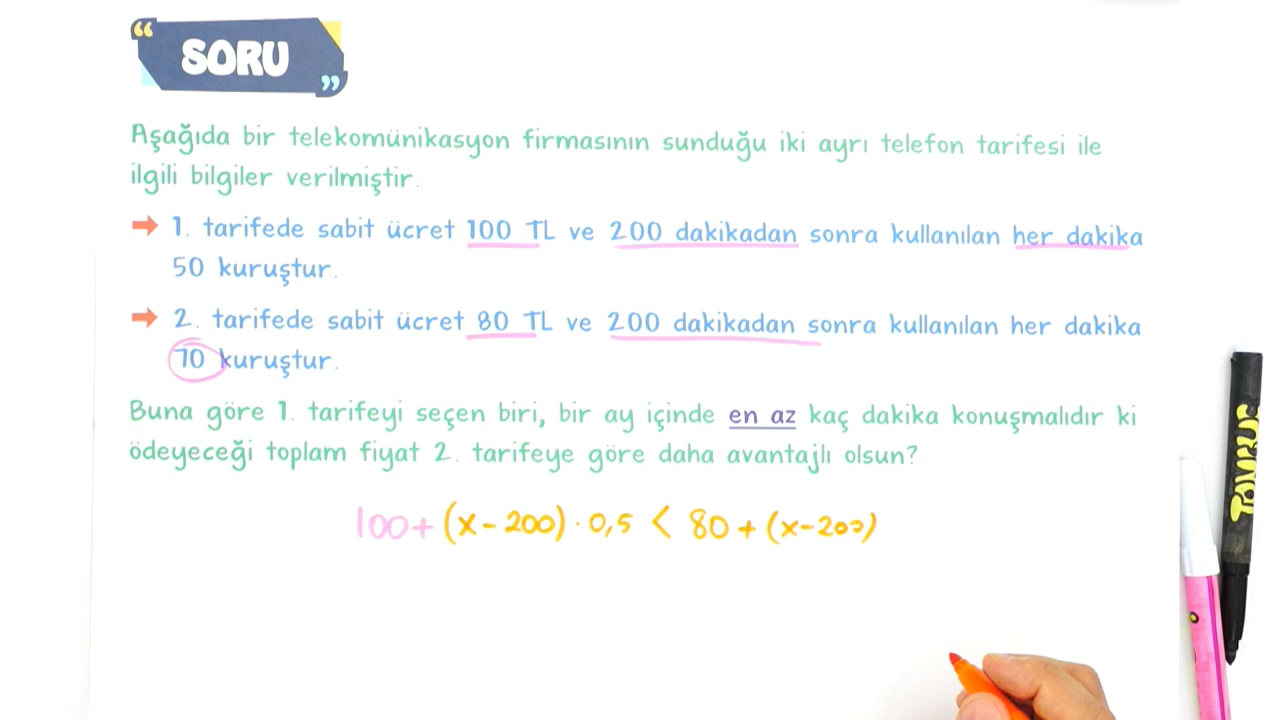 “ SORU ”
Aşağıda bir telekomünikasyon firmasının sunduğu iki ayrı telefon tarifesi ile
ilgili bilgiler verilmiştir.
➡ 1. tarifede sabit ücret 100 TL ve 200 dakikadan sonra kullanılan her dakika
50 kuruştur.
➡ 2. tarifede sabit ücret 80 TL ve 200 dakikadan sonra kullanılan her dakika
70 kuruştur.
Buna göre 1. tarifeyi seçen biri, bir ay içinde en az kaç dakika konuşmalıdır ki
ödeyeceği toplam fiyat 2. tarifeye göre daha avantajlı olsun?
100 + (x - 200) · 0,5 < 80 + (x - 200)